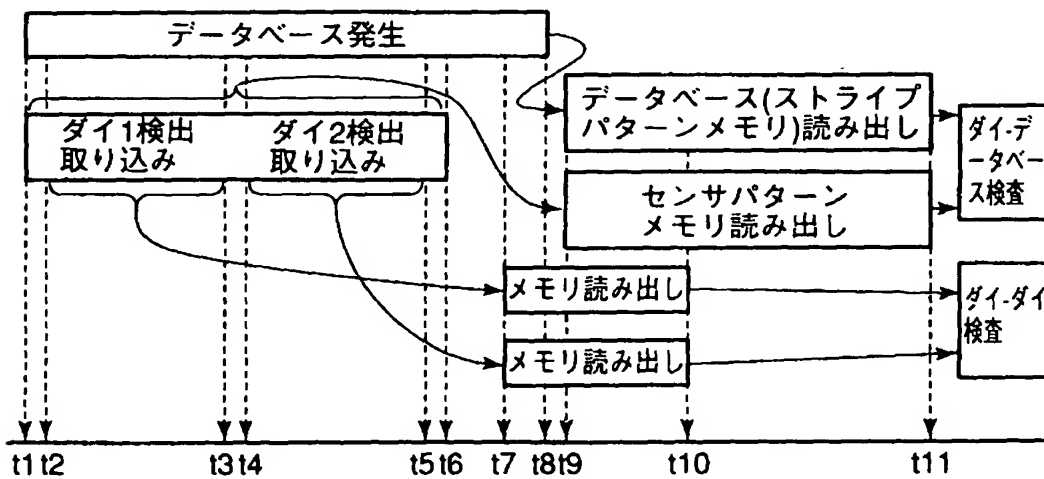 データベース発生
データベース(ストライプ
パターンメモリ)読み出し
ダイ-デ
ータベー
ス検査
ダイ1検出
取り込み
ダイ2検出
取り込み
センサパターン
メモリ読み出し
メモリ読み出し
ダイ-ダイ
検査
メモリ読み出し
t1 t2 t3 t4 t5 t6 t7 t8 t9 t10 t11